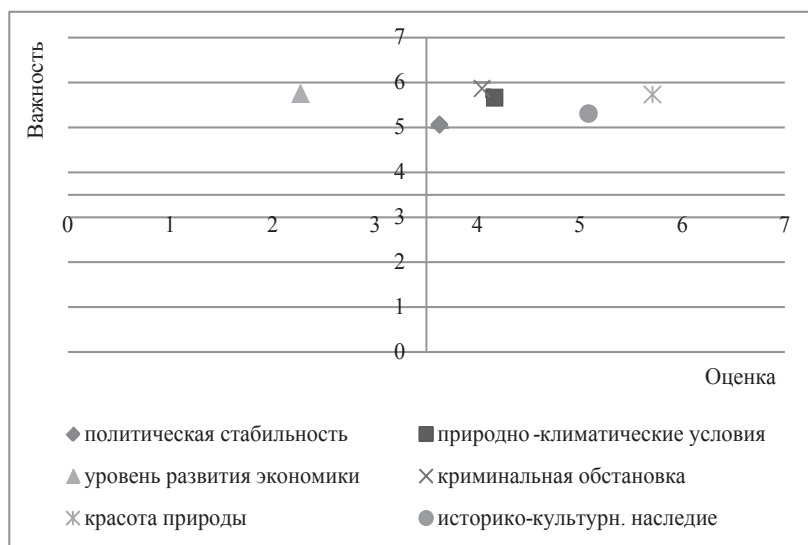 Важность
7
6
5
4
3
2
1
0
0 1 2 3 4 5 6 7
Оценка
политическая стабильность
природно-климатические условия
уровень развития экономики
криминальная обстановка
красота природы
историко-культурн. наследие